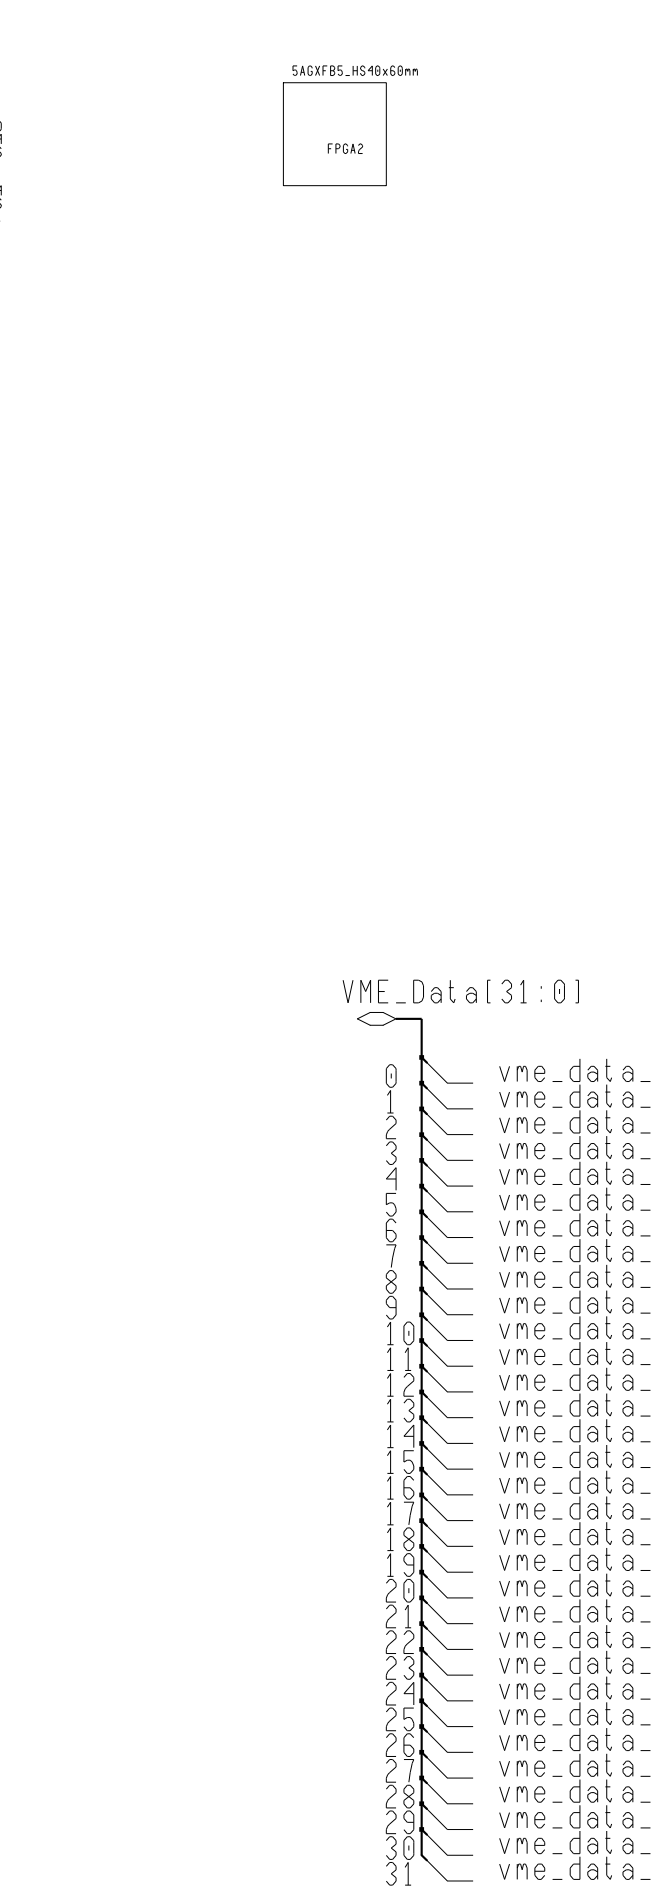 5AGXFB5_HS40x60mm
FPGA2
VME_Data[31:0]
0 vme_data_
1 vme_data_
2 vme_data_
3 vme_data_
4 vme_data_
5 vme_data_
6 vme_data_
7 vme_data_
8 vme_data_
9 vme_data_
10 vme_data_
11 vme_data_
12 vme_data_
13 vme_data_
14 vme_data_
15 vme_data_
16 vme_data_
17 vme_data_
18 vme_data_
19 vme_data_
20 vme_data_
21 vme_data_
22 vme_data_
23 vme_data_
24 vme_data_
25 vme_data_
26 vme_data_
27 vme_data_
28 vme_data_
29 vme_data_
30 vme_data_
31 vme_data_